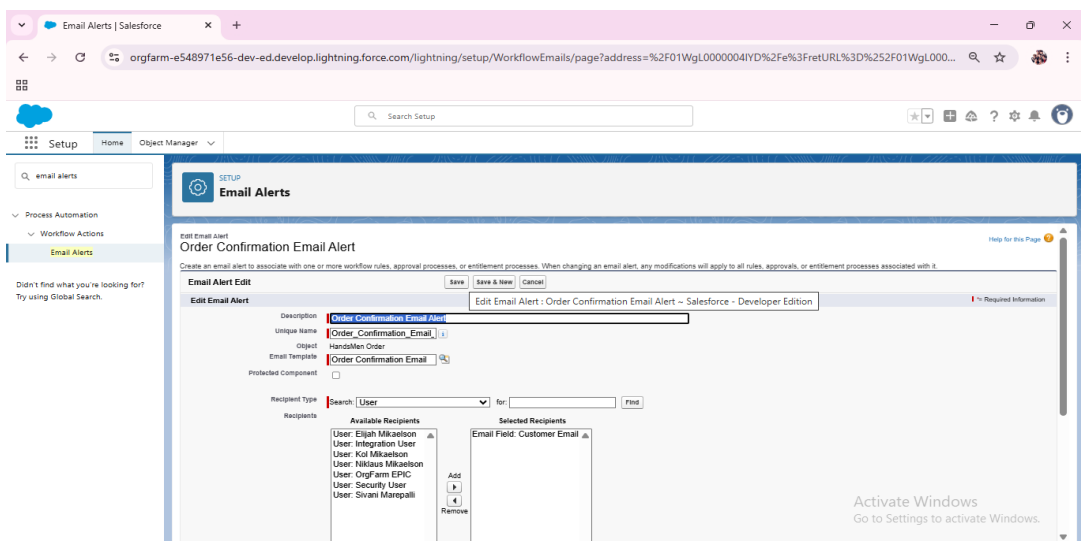 Email Alerts | Salesforce
orgfarm-e548971e56-dev-ed.develop.lightning.force.com/lightning/setup/WorkflowEmails/page?address=%2F01WgL0000004IYD%2Fe%3FretURL%3D%252F01WgL000...
Search Setup
Setup Home Object Manager
email alerts
SETUP
Email Alerts
Process Automation
Workflow Actions
Email Alerts
Didn't find what you're looking for?
Try using Global Search.
Edit Email Alert
Order Confirmation Email Alert
Help for this Page
Create an email alert to associate with one or more workflow rules, approval processes, or entitlement processes. When changing an email alert, any modifications will apply to all rules, approvals, or entitlement processes associated with it.
Email Alert Edit Save Save & New Cancel
Edit Email Alert
Edit Email Alert : Order Confirmation Email Alert ~ Salesforce - Developer Edition
= Required Information
Description Order Confirmation Email Alert
Unique Name Order_Confirmation_Email_ i
Object HandsMen Order
Email Template Order Confirmation Email
Protected Component
Recipient Type Search: User for: Find
Recipients
Available Recipients Selected Recipients
User: Elijah Mikaelson Email Field: Customer Email
User: Integration User
User: Kol Mikaelson
User: Niklaus Mikaelson
User: OrgFarm EPIC
User: Security User
User: Sivani Marepalli
Add
Remove
Activate Windows
Go to Settings to activate Windows.